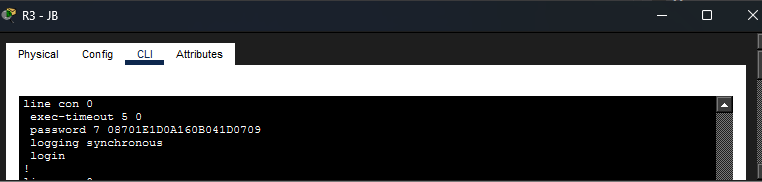 R3 - JB
Physical Config CLI Attributes
line con 0
exec-timeout 5 0
password 7 08701E1D0A160B041D0709
logging synchronous
login
!